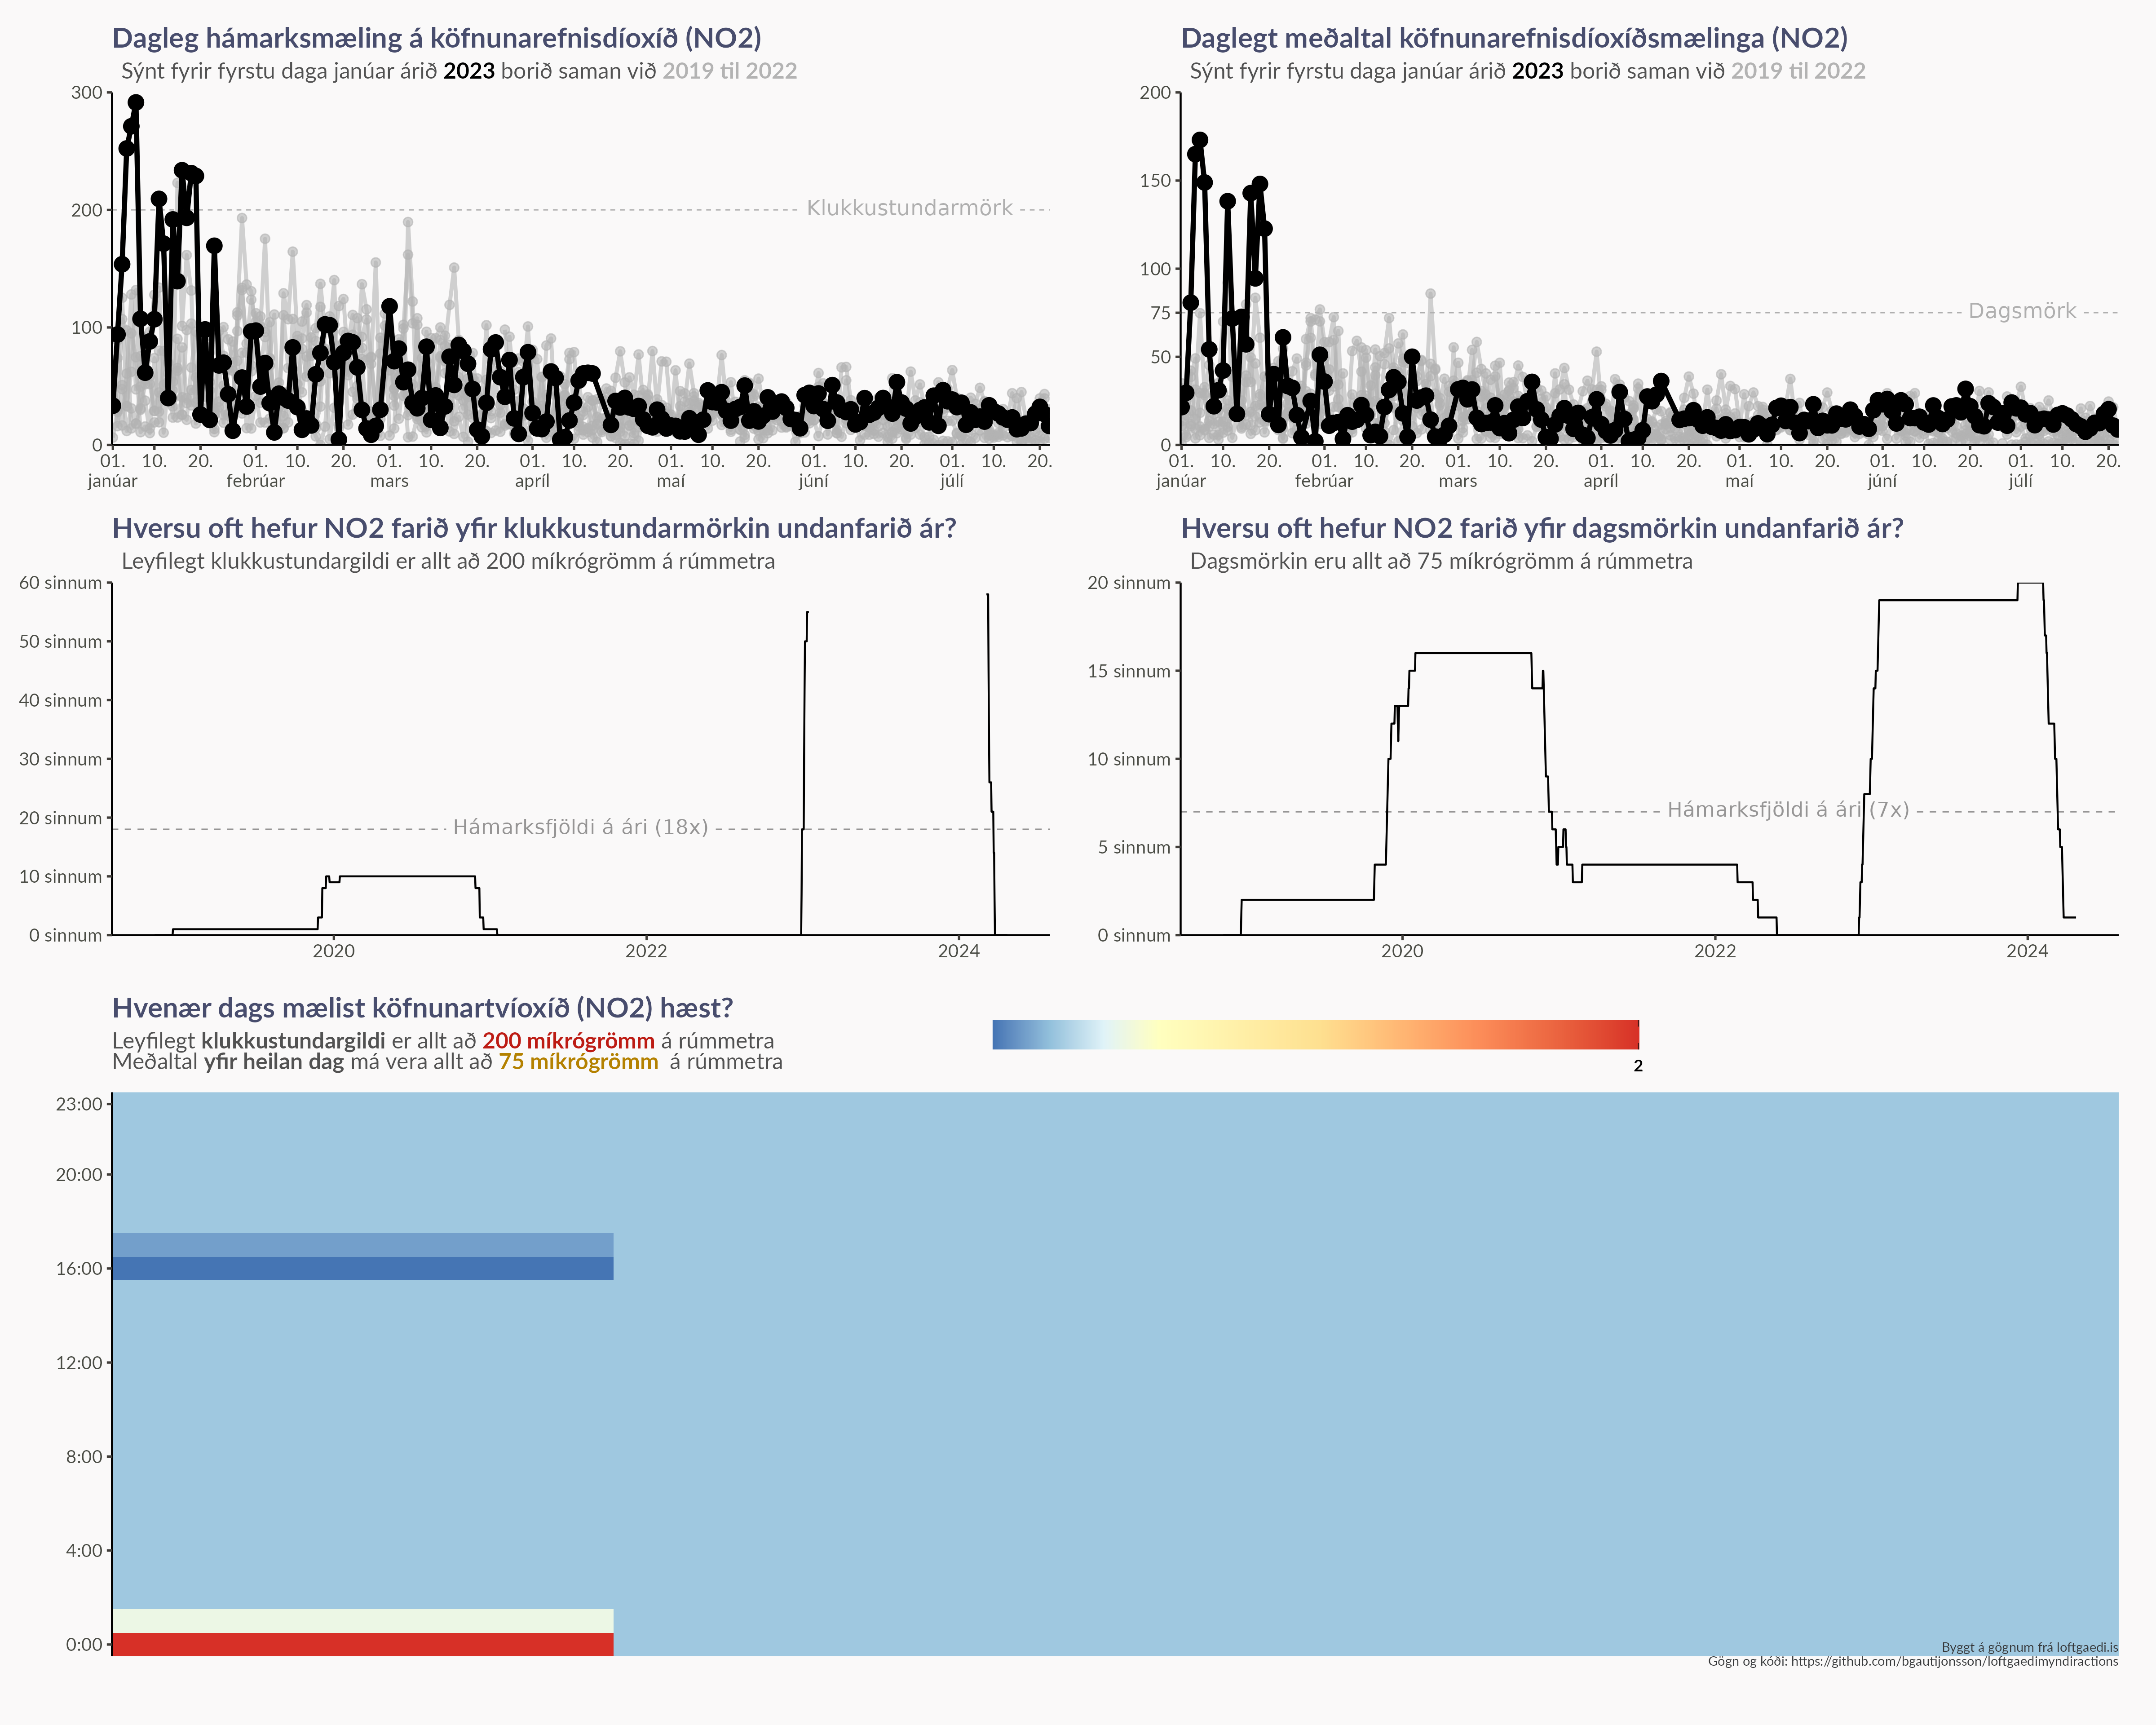 Dagleg hámarksmæling á köfnunarefnisdíoxíð (NO2)
Sýnt fyrir fyrstu daga janúar árið 2023 borið saman við 2019 til 2022
300
200
100
0
Klukkustundarmörk
01. 10. 20. 01. 10. 20. 01. 10. 20. 01. 10. 20. 01. 10. 20. 01. 10. 20. 01. 10. 20.
janúar febrúar mars apríl maí júní júlí
Daglegt meðaltal köfnunarefnisdíoxíðsmælinga (NO2)
Sýnt fyrir fyrstu daga janúar árið 2023 borið saman við 2019 til 2022
200
150
100
75
50
0
Dagsmörk
01. 10. 20. 01. 10. 20. 01. 10. 20. 01. 10. 20. 01. 10. 20. 01. 10. 20. 01. 10. 20.
janúar febrúar mars apríl maí júní júlí
Hversu oft hefur NO2 farið yfir klukkustundarmörkin undanfarið ár?
Leyfilegt klukkustundargildi er allt að 200 míkrógrömm á rúmmetra
60 sinnum
50 sinnum
40 sinnum
30 sinnum
20 sinnum
10 sinnum
0 sinnum
Hámarksfjöldi á ári (18x)
2020 2022 2024
Hversu oft hefur NO2 farið yfir dagsmörkin undanfarið ár?
Dagsmörkin eru allt að 75 míkrógrömm á rúmmetra
20 sinnum
15 sinnum
10 sinnum
5 sinnum
0 sinnum
Hámarksfjöldi á ári (7x)
2020 2022 2024
Hvenær dags mælist köfnunartvíoxíð (NO2) hæst?
Leyfilegt klukkustundargildi er allt að 200 míkrógrömm á rúmmetra
Meðaltal yfir heilan dag má vera allt að 75 míkrógrömm á rúmmetra
2
23:00
20:00
16:00
12:00
8:00
4:00
0:00
Byggt á gögnum frá loftgaedi.is
Gögn og kóði: https://github.com/bgautijonsson/loftgaedimyndiractions